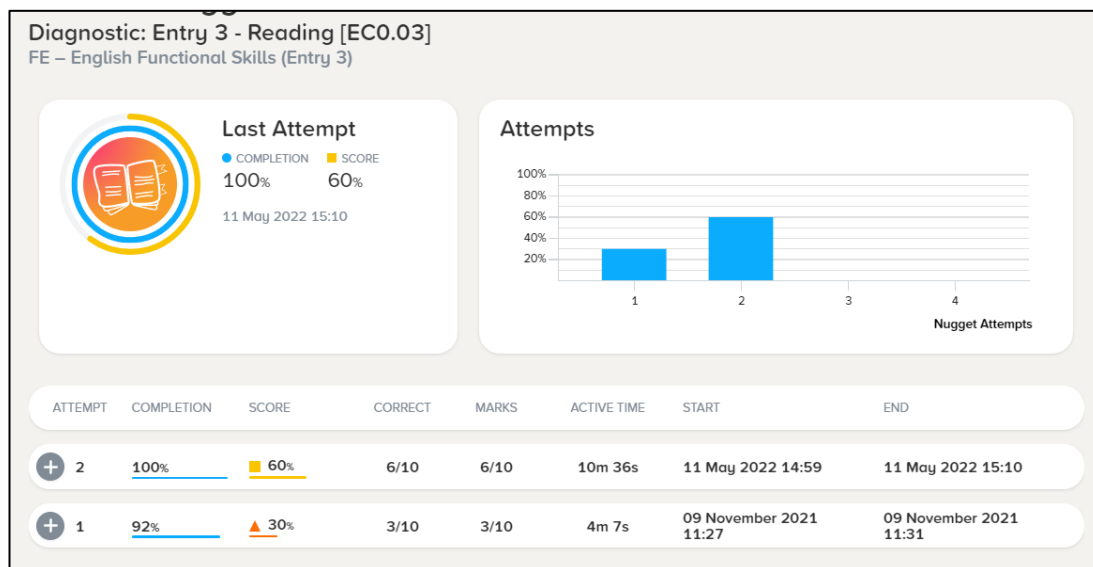 Diagnostic: Entry 3 - Reading [EC0.03]
FE – English Functional Skills (Entry 3)
Last Attempt
COMPLETION SCORE
100% 60%
11 May 2022 15:10
Attempts
100%
80%
60%
40%
20%
1 2 3 4
Nugget Attempts
ATTEMPT COMPLETION SCORE CORRECT MARKS ACTIVE TIME START END
2 100% 60% 6/10 6/10 10m 36s 11 May 2022 14:59 11 May 2022 15:10
1 92% 30% 3/10 3/10 4m 7s 09 November 2021 11:27 09 November 2021 11:31